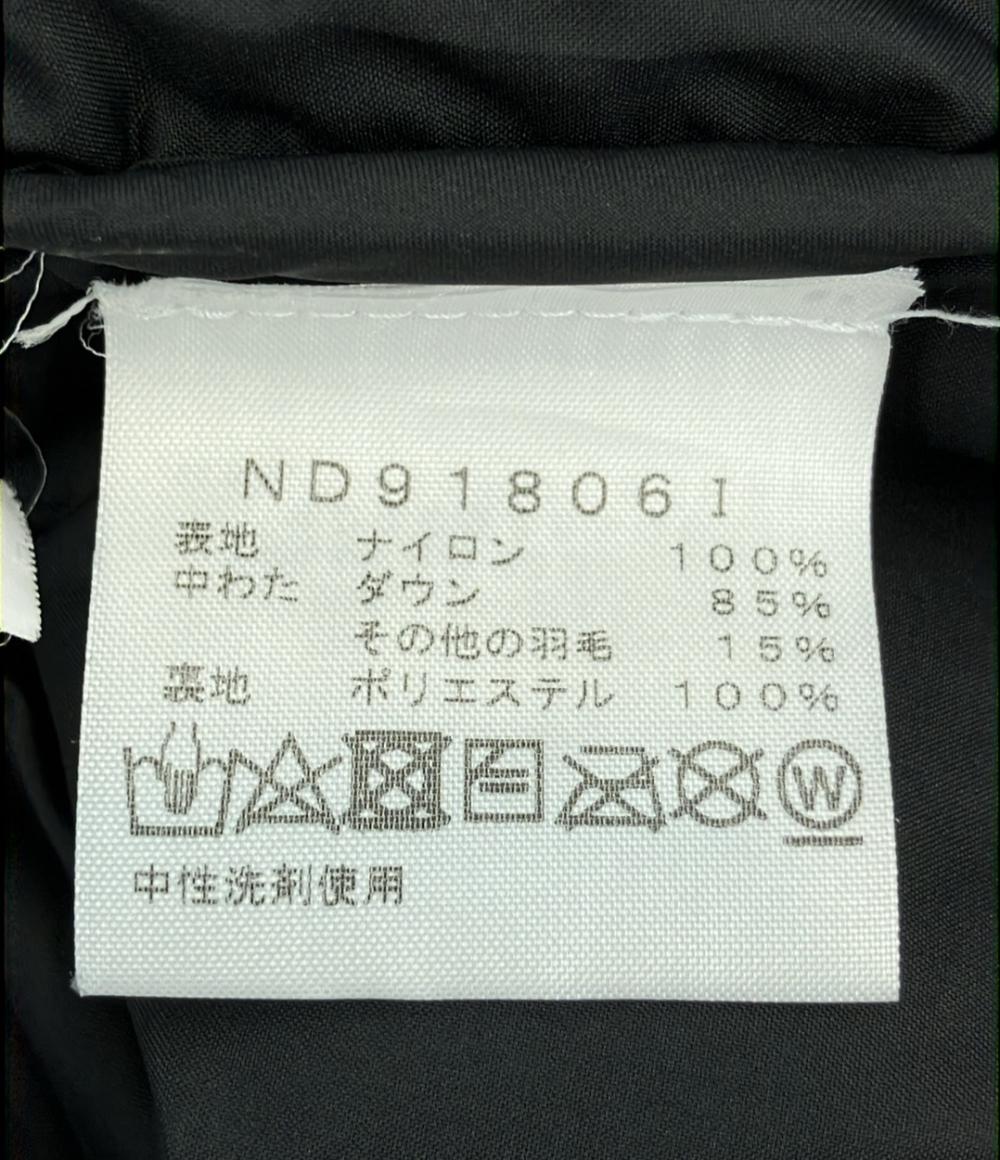 ND91806I
表地 ナイロン 100%
中わた ダウン 85%
その他の羽毛 15%
裏地 ポリエステル 100%
W
中性洗剤使用